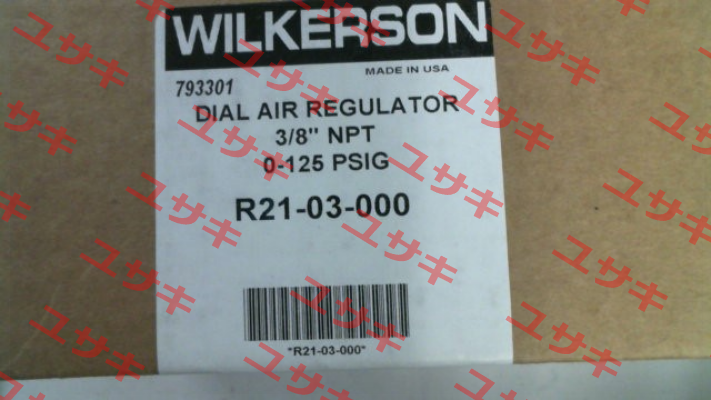 WILKERSON
MADE IN USA
793301
DIAL AIR REGULATOR
3/8" NPT
0-125 PSIG
R21-03-000
*R21-03-000*
ユサキ